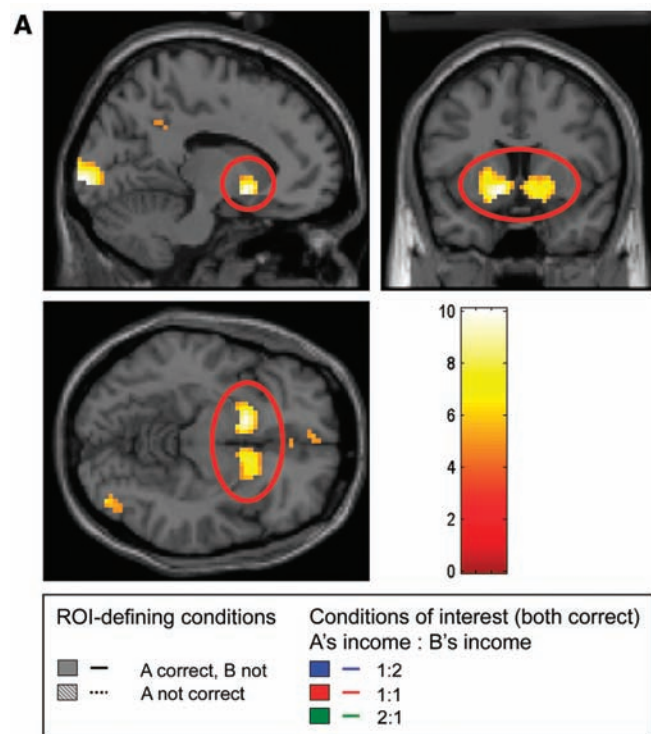 A
10
8
6
4
2
0
ROI-defining conditions
A correct, B not
A not correct
Conditions of interest (both correct)
A's income : B's income
1:2
1:1
2:1